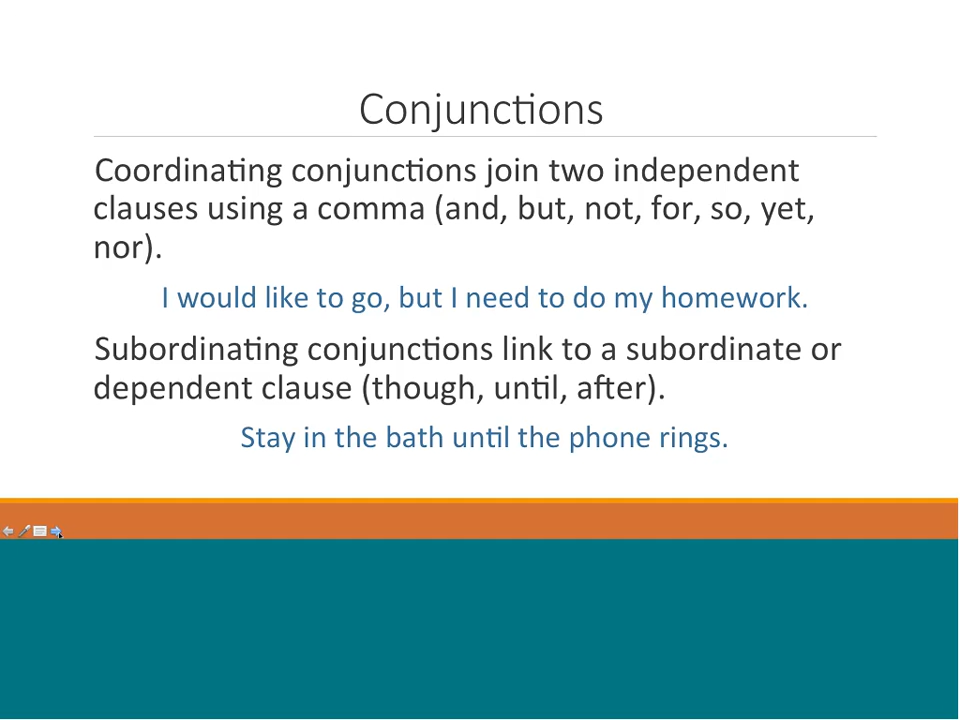 Conjunctions
Coordinating conjunctions join two independent
clauses using a comma (and, but, not, for, so, yet,
nor).
I would like to go, but I need to do my homework.
Subordinating conjunctions link to a subordinate or
dependent clause (though, until, after).
Stay in the bath until the phone rings.